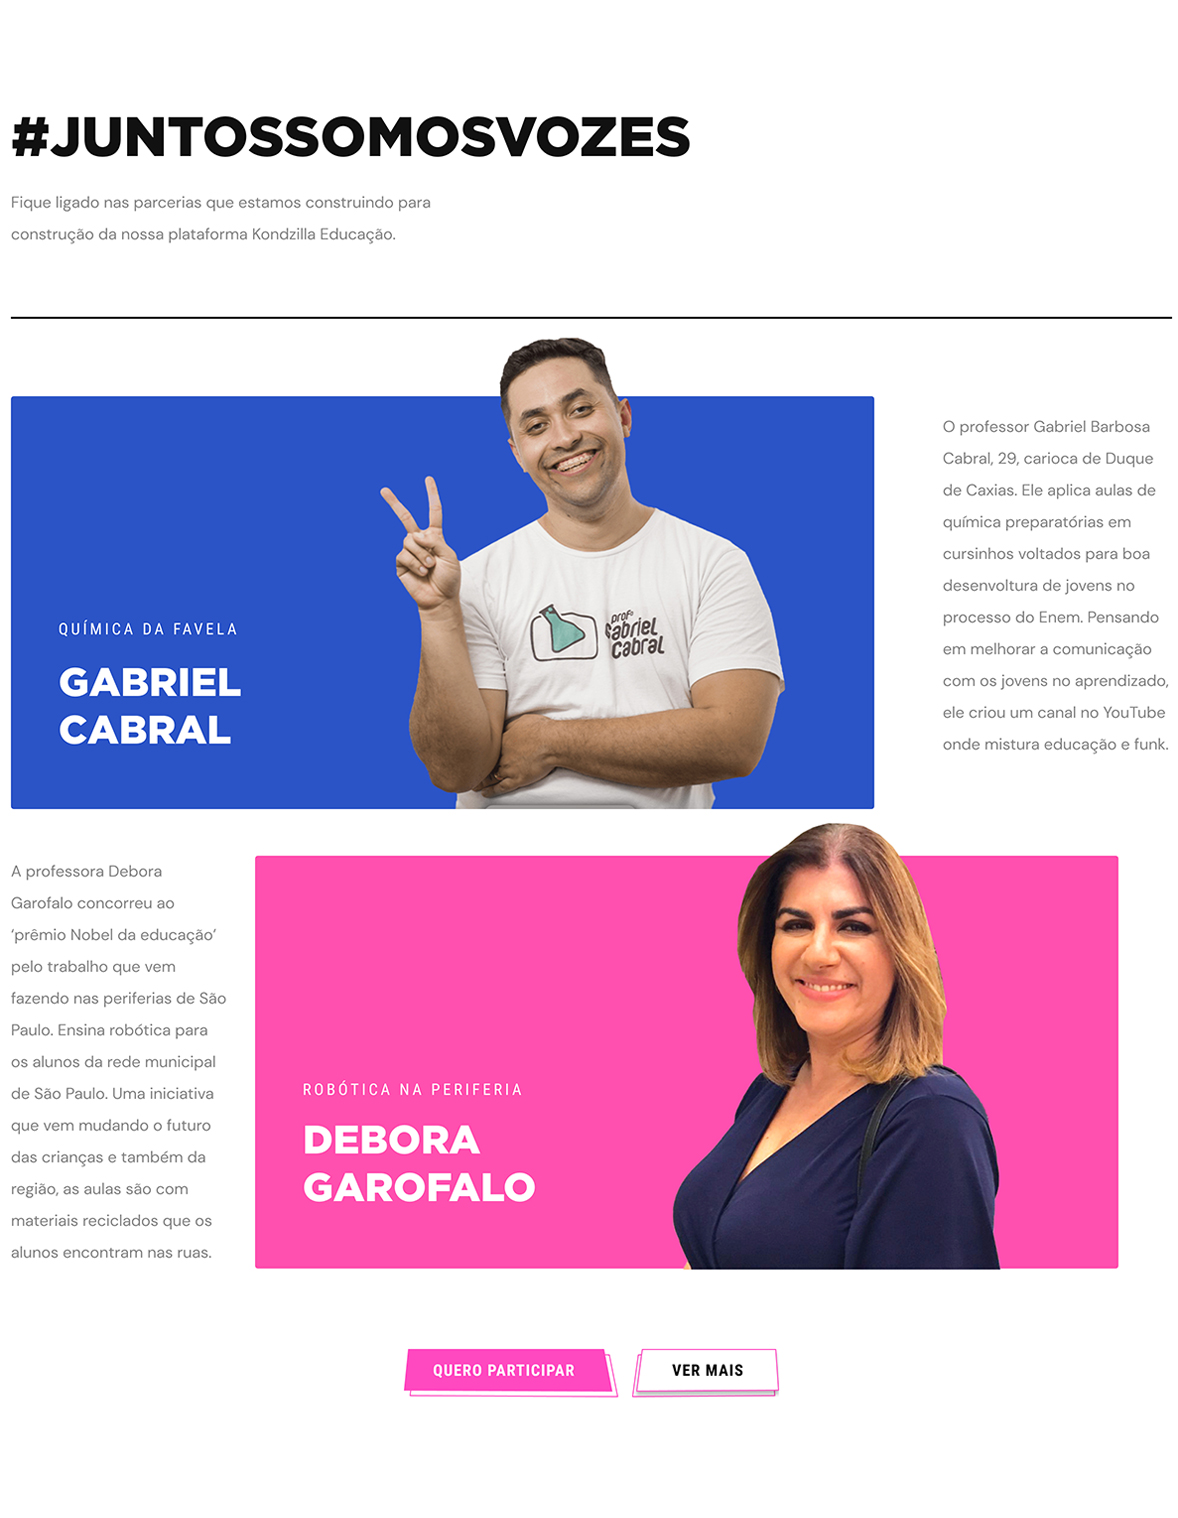 #JUNTOSSOMOSVOZES
Fique ligado nas parcerias que estamos construindo para
construção da nossa plataforma Kondzilla Educação.
QUÍMICA DA FAVELA
GABRIEL
CABRAL
prof.
Gabriel
Cabral
O professor Gabriel Barbosa
Cabral, 29, carioca de Duque
de Caxias. Ele aplica aulas de
química preparatórias em
cursinhos voltados para boa
desenvoltura de jovens no
processo do Enem. Pensando
em melhorar a comunicação
com os jovens no aprendizado,
ele criou um canal no YouTube
onde mistura educação e funk.
A professora Debora
Garofalo concorreu ao
‘prêmio Nobel da educação’
pelo trabalho que vem
fazendo nas periferias de São
Paulo. Ensina robótica para
os alunos da rede municipal
de São Paulo. Uma iniciativa
que vem mudando o futuro
das crianças e também da
região, as aulas são com
materiais reciclados que os
alunos encontram nas ruas.
ROBÓTICA NA PERIFERIA
DEBORA
GAROFALO
QUERO PARTICIPAR
VER MAIS